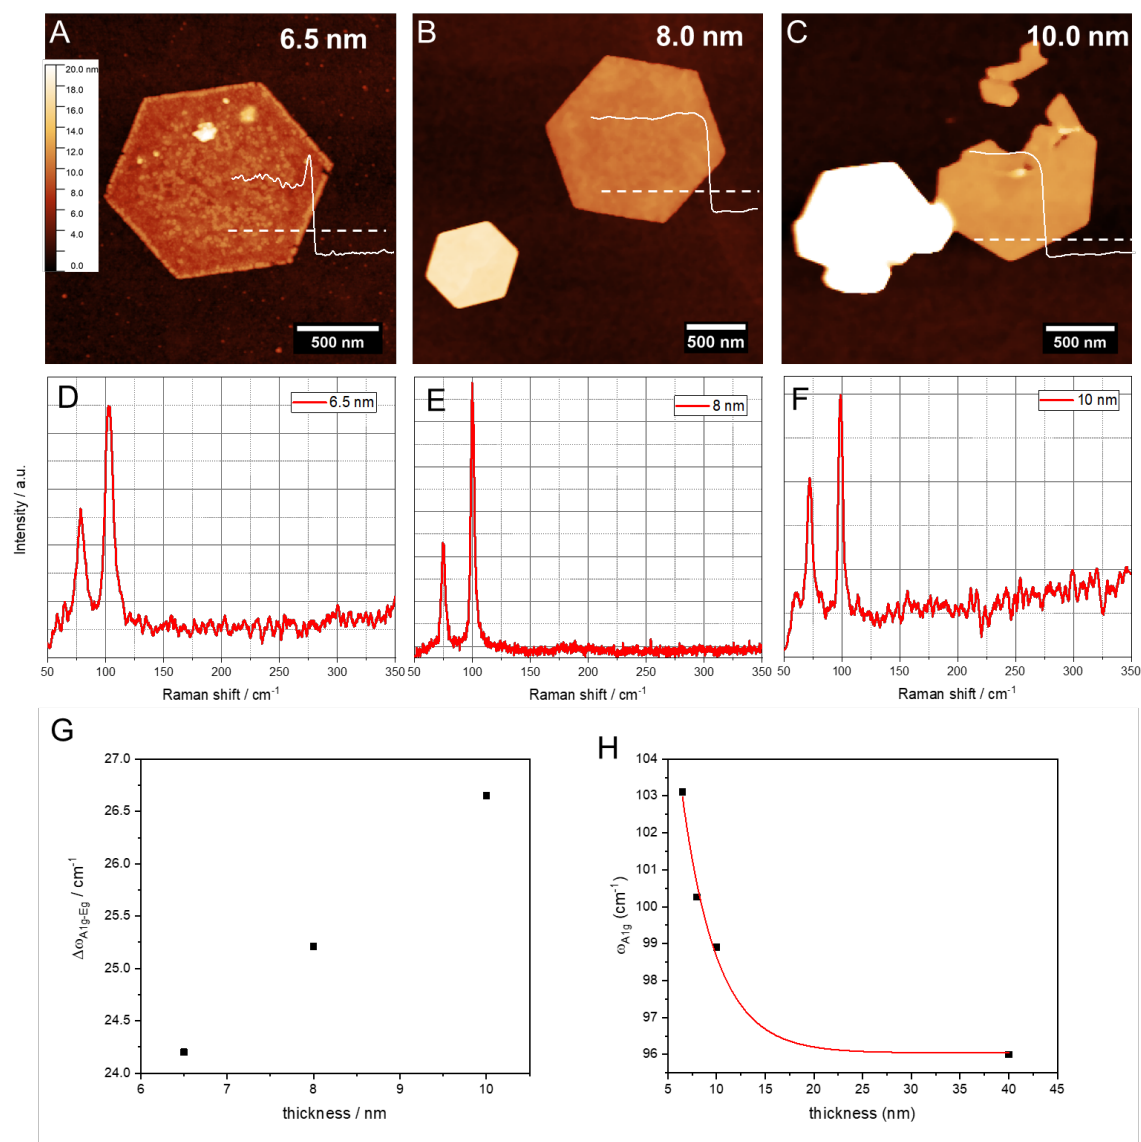 A
6.5 nm
20.0 nm
18.0
16.0
14.0
12.0
10.0
8.0
6.0
4.0
2.0
0.0
500 nm
B
8.0 nm
500 nm
C
10.0 nm
500 nm
D
6.5 nm
Intensity / a.u.
50 100 150 200 250 300 350
Raman shift / cm⁻¹
E
8 nm
50 100 150 200 250 300 350
Raman shift / cm⁻¹
F
10 nm
50 100 150 200 250 300 350
Raman shift / cm⁻¹
G
27.0
26.5
26.0
25.5
25.0
24.5
24.0
Δω A1g-Eg / cm⁻¹
6 7 8 9 10
thickness / nm
H
104
103
102
101
100
99
98
97
96
ω A1g (cm⁻¹)
5 10 15 20 25 30 35 40 45
thickness (nm)